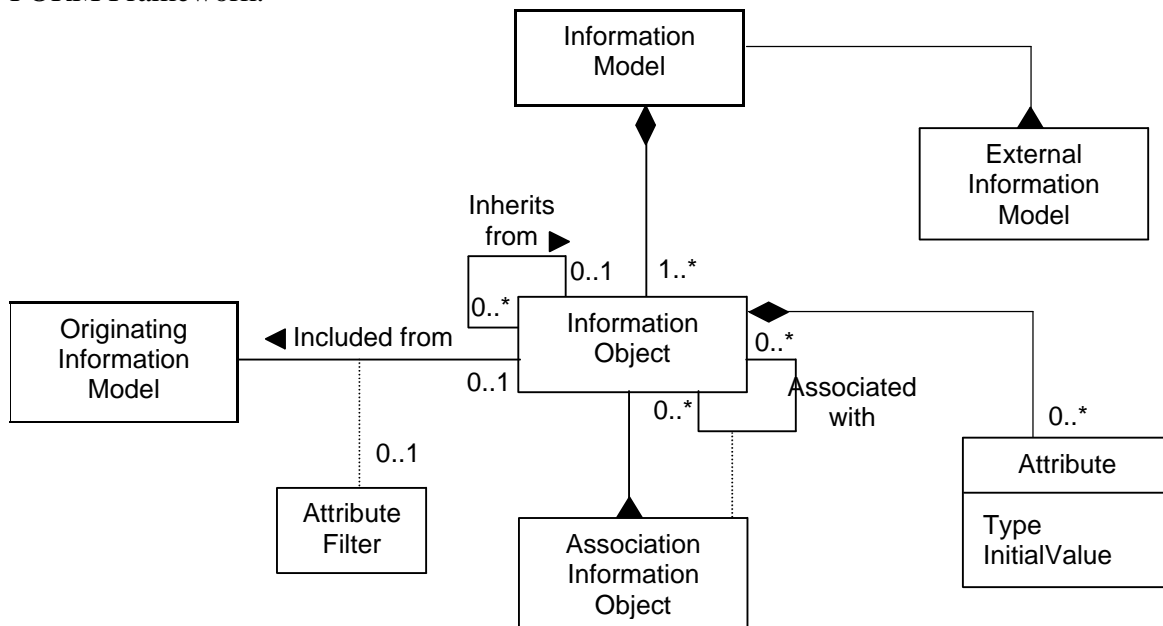 Information
Model
External
Information
Model
Inherits
from
0..1
1..*
0..*
Originating
Information
Model
Included from
0..1
Information
Object
0..*
Associated
with
0..*
0..*
0..1
Attribute
Filter
Association
Information
Object
Attribute
Type
InitialValue